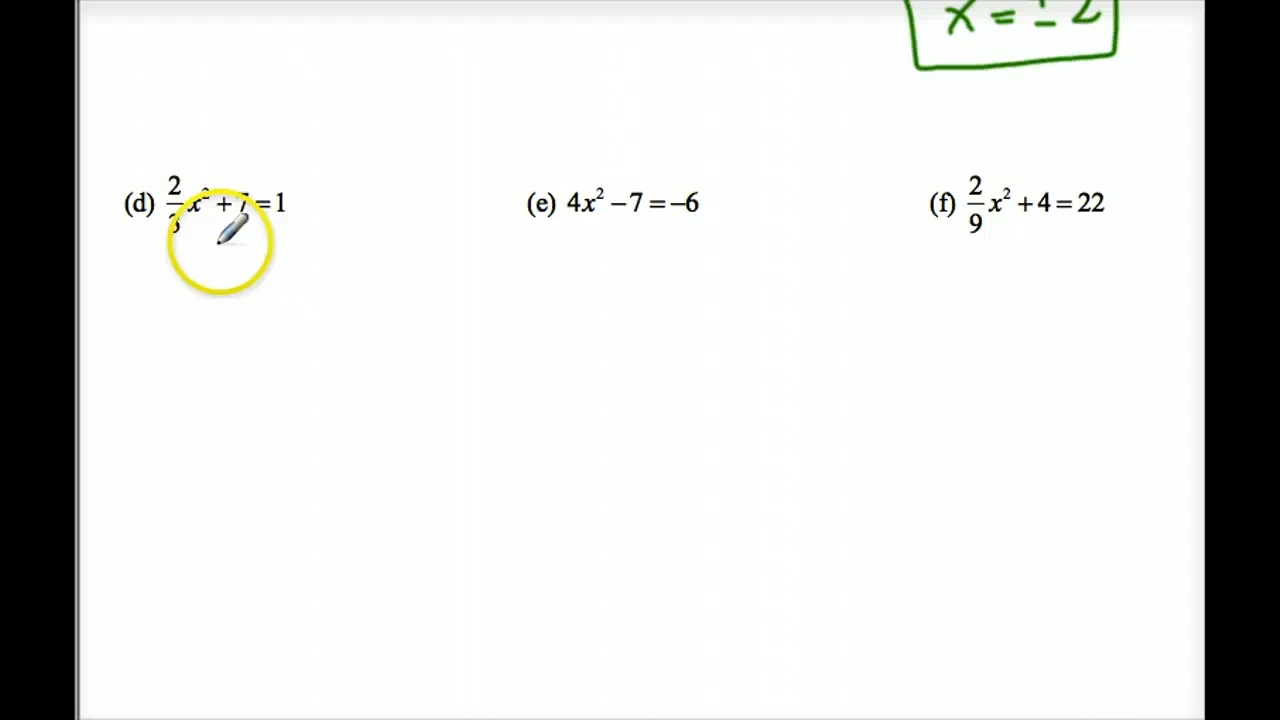 x = ± 2
(d) 2/3 x² + 7 = 1
(e) 4x² − 7 = −6
(f) 2/9 x² + 4 = 22